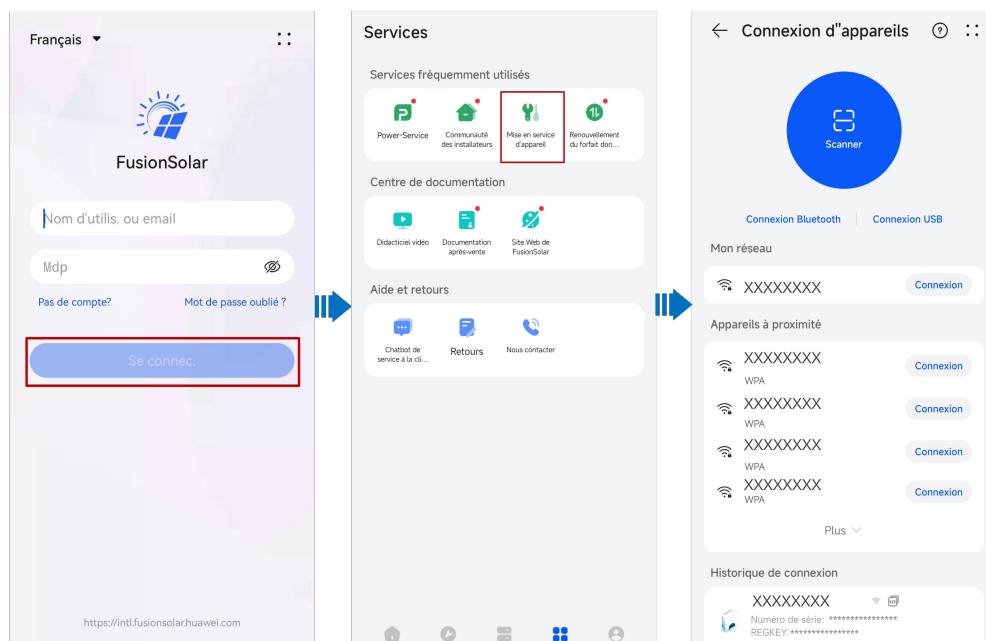 Français
FusionSolar
Nom d'utilis. ou email
Mdp
Pas de compte?
Mot de passe oublié ?
Se connec.
https://intl.fusionsolar.huawei.com
Services
Services fréquemment utilisés
Power-Service
Communauté
des installateurs
Mise en service
d'appareil
Renouvellement
du forfait don...
Centre de documentation
Didacticiel vidéo
Documentation
après-vente
Site Web de
FusionSolar
Aide et retours
Chatbot de
service à la cli...
Retours
Nous contacter
Connexion d"appareils
Scanner
Connexion Bluetooth
Connexion USB
Mon réseau
XXXXXXXX
Connexion
Appareils à proximité
XXXXXXXX
WPA
Connexion
XXXXXXXX
WPA
Connexion
XXXXXXXX
WPA
Connexion
XXXXXXXX
WPA
Connexion
Plus
Historique de connexion
XXXXXXXX
Numéro de série: ****************
REGKEY:****************